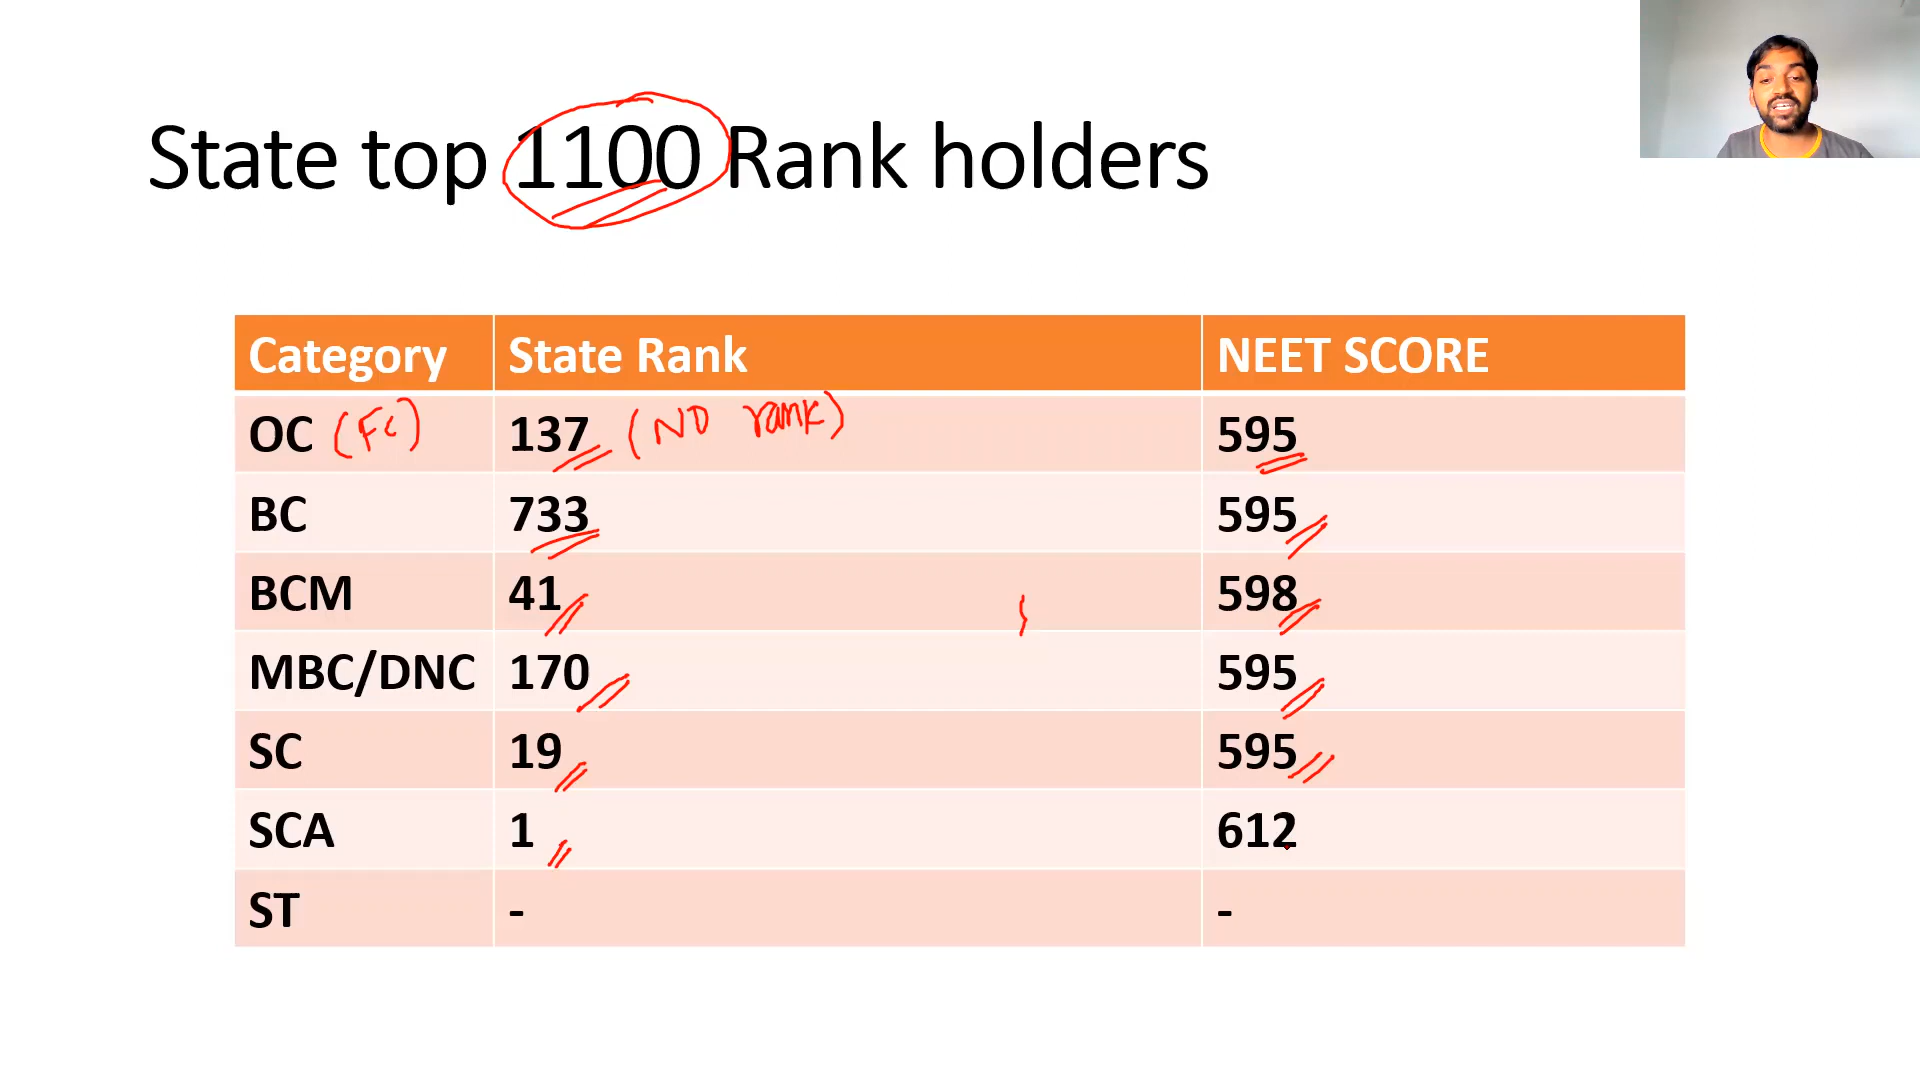 State top 1100 Rank holders
Category State Rank NEET SCORE
OC (FC) 137 (NO rank) 595
BC 733 595
BCM 41 598
MBC/DNC 170 595
SC 19 595
SCA 1 612
ST - -